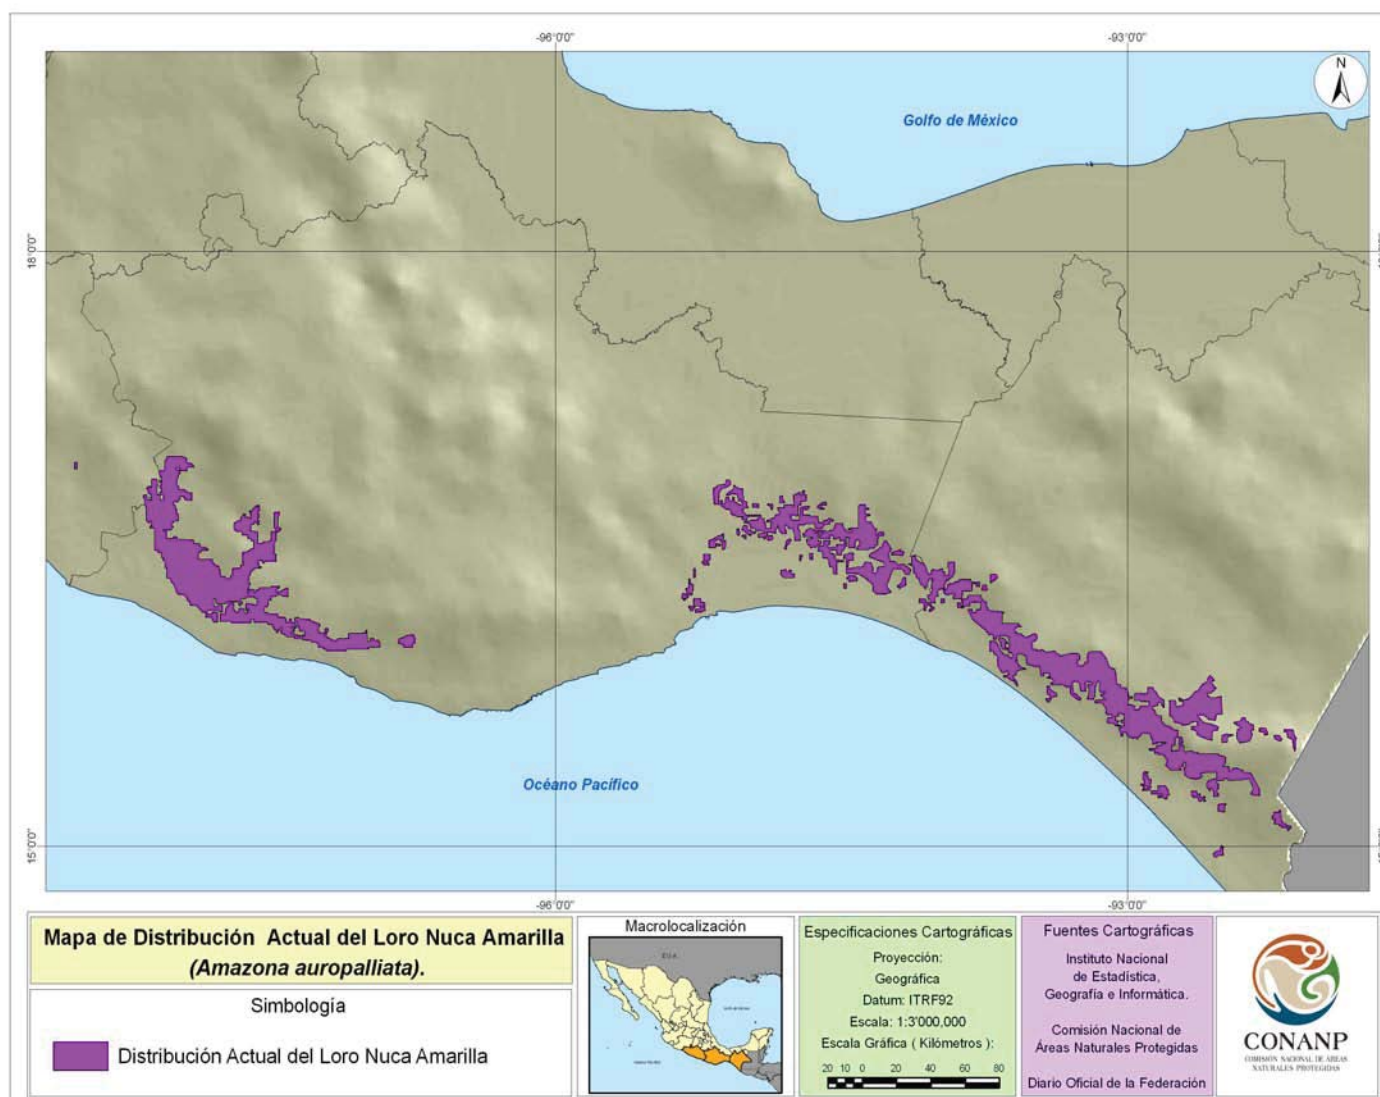 -96°0'0"
-93°0'0"
N
Golfo de México
18°0'0"
Océano Pacífico
15°0'0"
-96°0'0"
-93°0'0"
Mapa de Distribución Actual del Loro Nuca Amarilla
(Amazona auropalliata).
Simbología
Distribución Actual del Loro Nuca Amarilla
Macrolocalización
E.U.A.
Especificaciones Cartográficas
Proyección:
Geográfica
Datum: ITRF92
Escala: 1:3'000,000
Escala Gráfica ( Kilómetros ):
20 10 0 20 40 60 80
Fuentes Cartográficas
Instituto Nacional
de Estadística,
Geografía e Informática.
Comisión Nacional de
Áreas Naturales Protegidas
Diario Oficial de la Federación
CONANP
COMISIÓN NACIONAL DE ÁREAS
NATURALES PROTEGIDAS